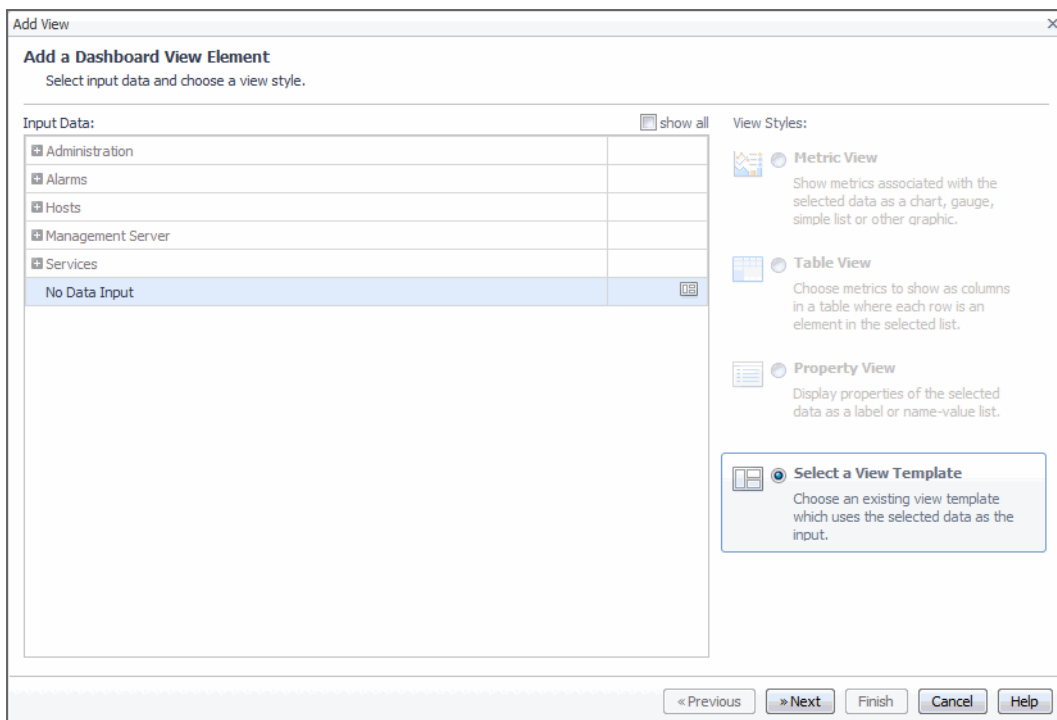 Add View
Add a Dashboard View Element
Select input data and choose a view style.
Input Data:
show all
Administration
Alarms
Hosts
Management Server
Services
No Data Input
View Styles:
Metric View
Show metrics associated with the
selected data as a chart, gauge,
simple list or other graphic.
Table View
Choose metrics to show as columns
in a table where each row is an
element in the selected list.
Property View
Display properties of the selected
data as a label or name-value list.
Select a View Template
Choose an existing view template
which uses the selected data as the
input.
«Previous
»Next
Finish
Cancel
Help